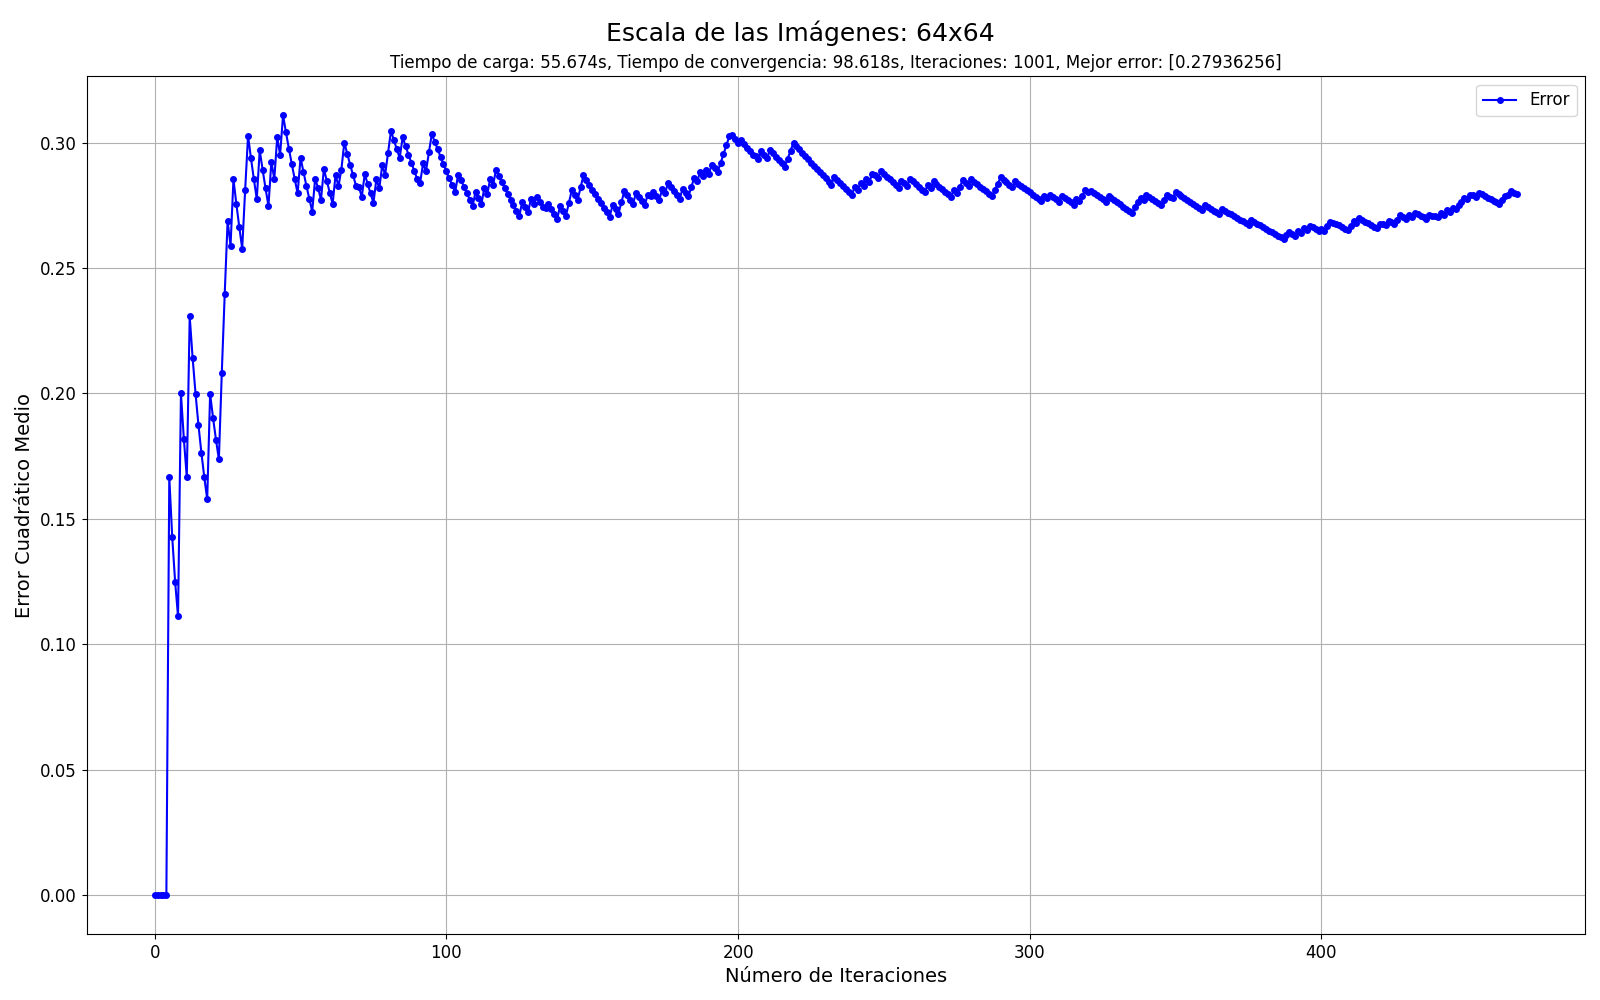 Escala de las Imágenes: 64x64
Tiempo de carga: 55.674s, Tiempo de convergencia: 98.618s, Iteraciones: 1001, Mejor error: [0.27936256]
Error
0.30
0.25
0.20
0.15
0.10
0.05
0.00
Error Cuadrático Medio
0 100 200 300 400
Número de Iteraciones